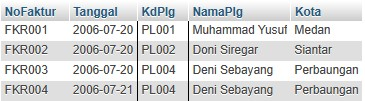 NoFaktur Tanggal KdPlg NamaPlg Kota
FKR001 2006-07-20 PL001 Muhammad Yusuf Medan
FKR002 2006-07-20 PL002 Doni Siregar Siantar
FKR003 2006-07-20 PL004 Deni Sebayang Perbaungan
FKR004 2006-07-21 PL004 Deni Sebayang Perbaungan